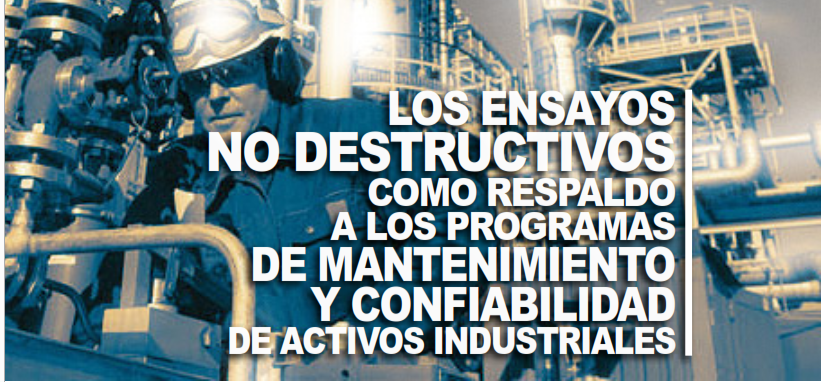 LOS ENSAYOS
NO DESTRUCTIVOS
COMO RESPALDO
A LOS PROGRAMAS
DE MANTENIMIENTO
Y CONFIABILIDAD
DE ACTIVOS INDUSTRIALES